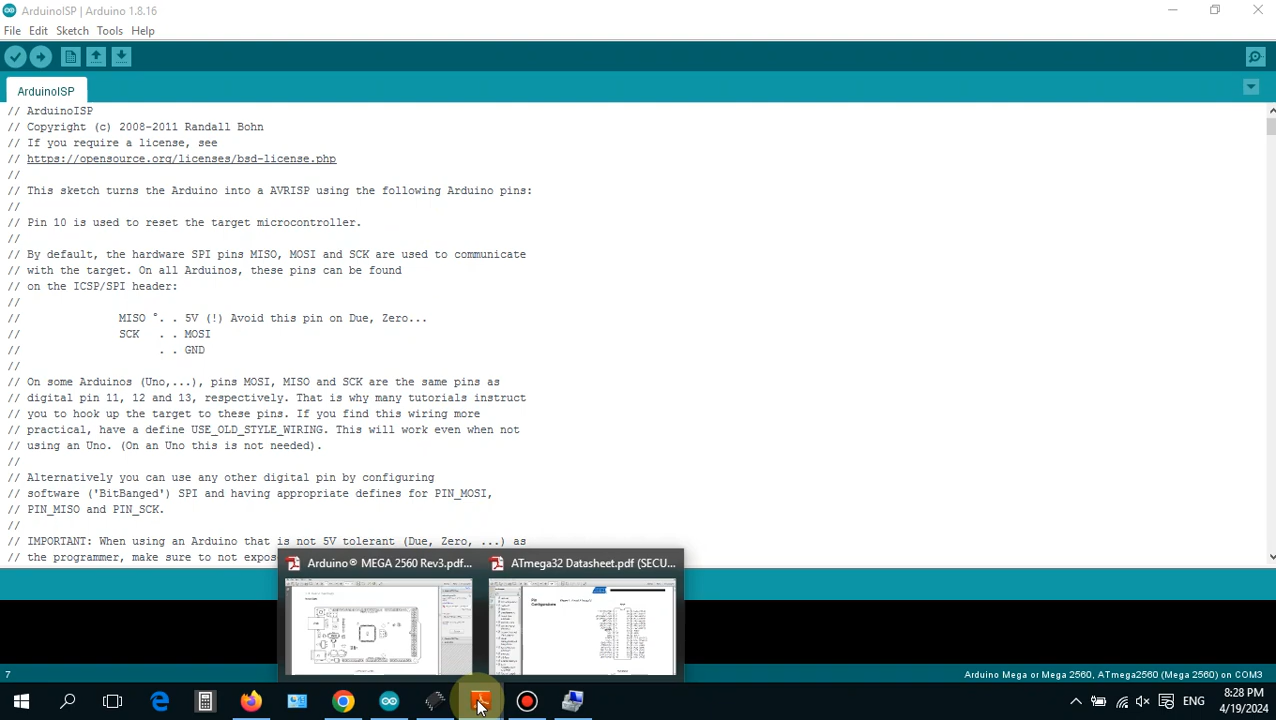 ArduinoISP | Arduino 1.8.16
File Edit Sketch Tools Help
ArduinoISP
// ArduinoISP
// Copyright (c) 2008-2011 Randall Bohn
// If you require a license, see
// https://opensource.org/licenses/bsd-license.php
//
// This sketch turns the Arduino into a AVRISP using the following Arduino pins:
//
// Pin 10 is used to reset the target microcontroller.
//
// By default, the hardware SPI pins MISO, MOSI and SCK are used to communicate
// with the target. On all Arduinos, these pins can be found
// on the ICSP/SPI header:
//
// MISO °. . 5V (!) Avoid this pin on Due, Zero...
// SCK . . MOSI
// . . GND
//
// On some Arduinos (Uno,...), pins MOSI, MISO and SCK are the same pins as
// digital pin 11, 12 and 13, respectively. That is why many tutorials instruct
// you to hook up the target to these pins. If you find this wiring more
// practical, have a define USE_OLD_STYLE_WIRING. This will work even when not
// using an Uno. (On an Uno this is not needed).
//
// Alternatively you can use any other digital pin by configuring
// software ('BitBanged') SPI and having appropriate defines for PIN_MOSI,
// PIN_MISO and PIN_SCK.
//
// IMPORTANT: When using an Arduino that is not 5V tolerant (Due, Zero, ...) as
// the programmer, make sure to not expos
Arduino® MEGA 2560 Rev3.pdf... ATmega32 Datasheet.pdf (SECU...
Pin Configurations
7 Arduino Mega or Mega 2560, ATmega2560 (Mega 2560) on COM3
ENG 8:28 PM
4/19/2024